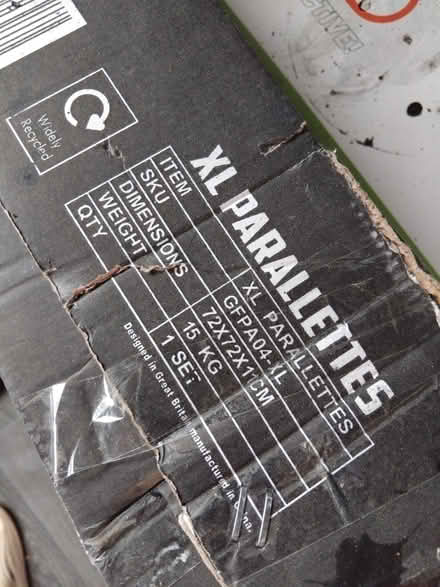 CTIVE!
Widely
Recycled
XL PARALLETTES
ITEM XL PARALLETTES
SKU GFPA04-XL
DIMENSIONS
WEIGHT 15 KG
QTY 1 SET
Designed in Great Britain, manufactured in China.